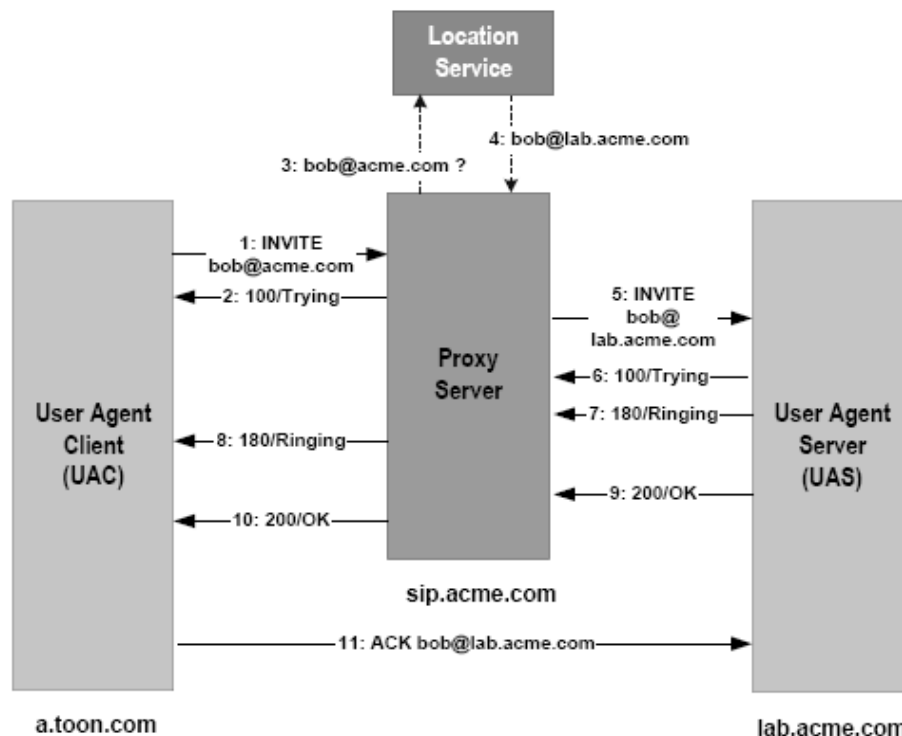 Location
Service
3: bob@acme.com ?
4: bob@lab.acme.com
1: INVITE
bob@acme.com
2: 100/Trying
5: INVITE
bob@
lab.acme.com
6: 100/Trying
7: 180/Ringing
Proxy
Server
User Agent
Client
(UAC)
8: 180/Ringing
User Agent
Server
(UAS)
9: 200/OK
10: 200/OK
sip.acme.com
11: ACK bob@lab.acme.com
a.toon.com
lab.acme.com